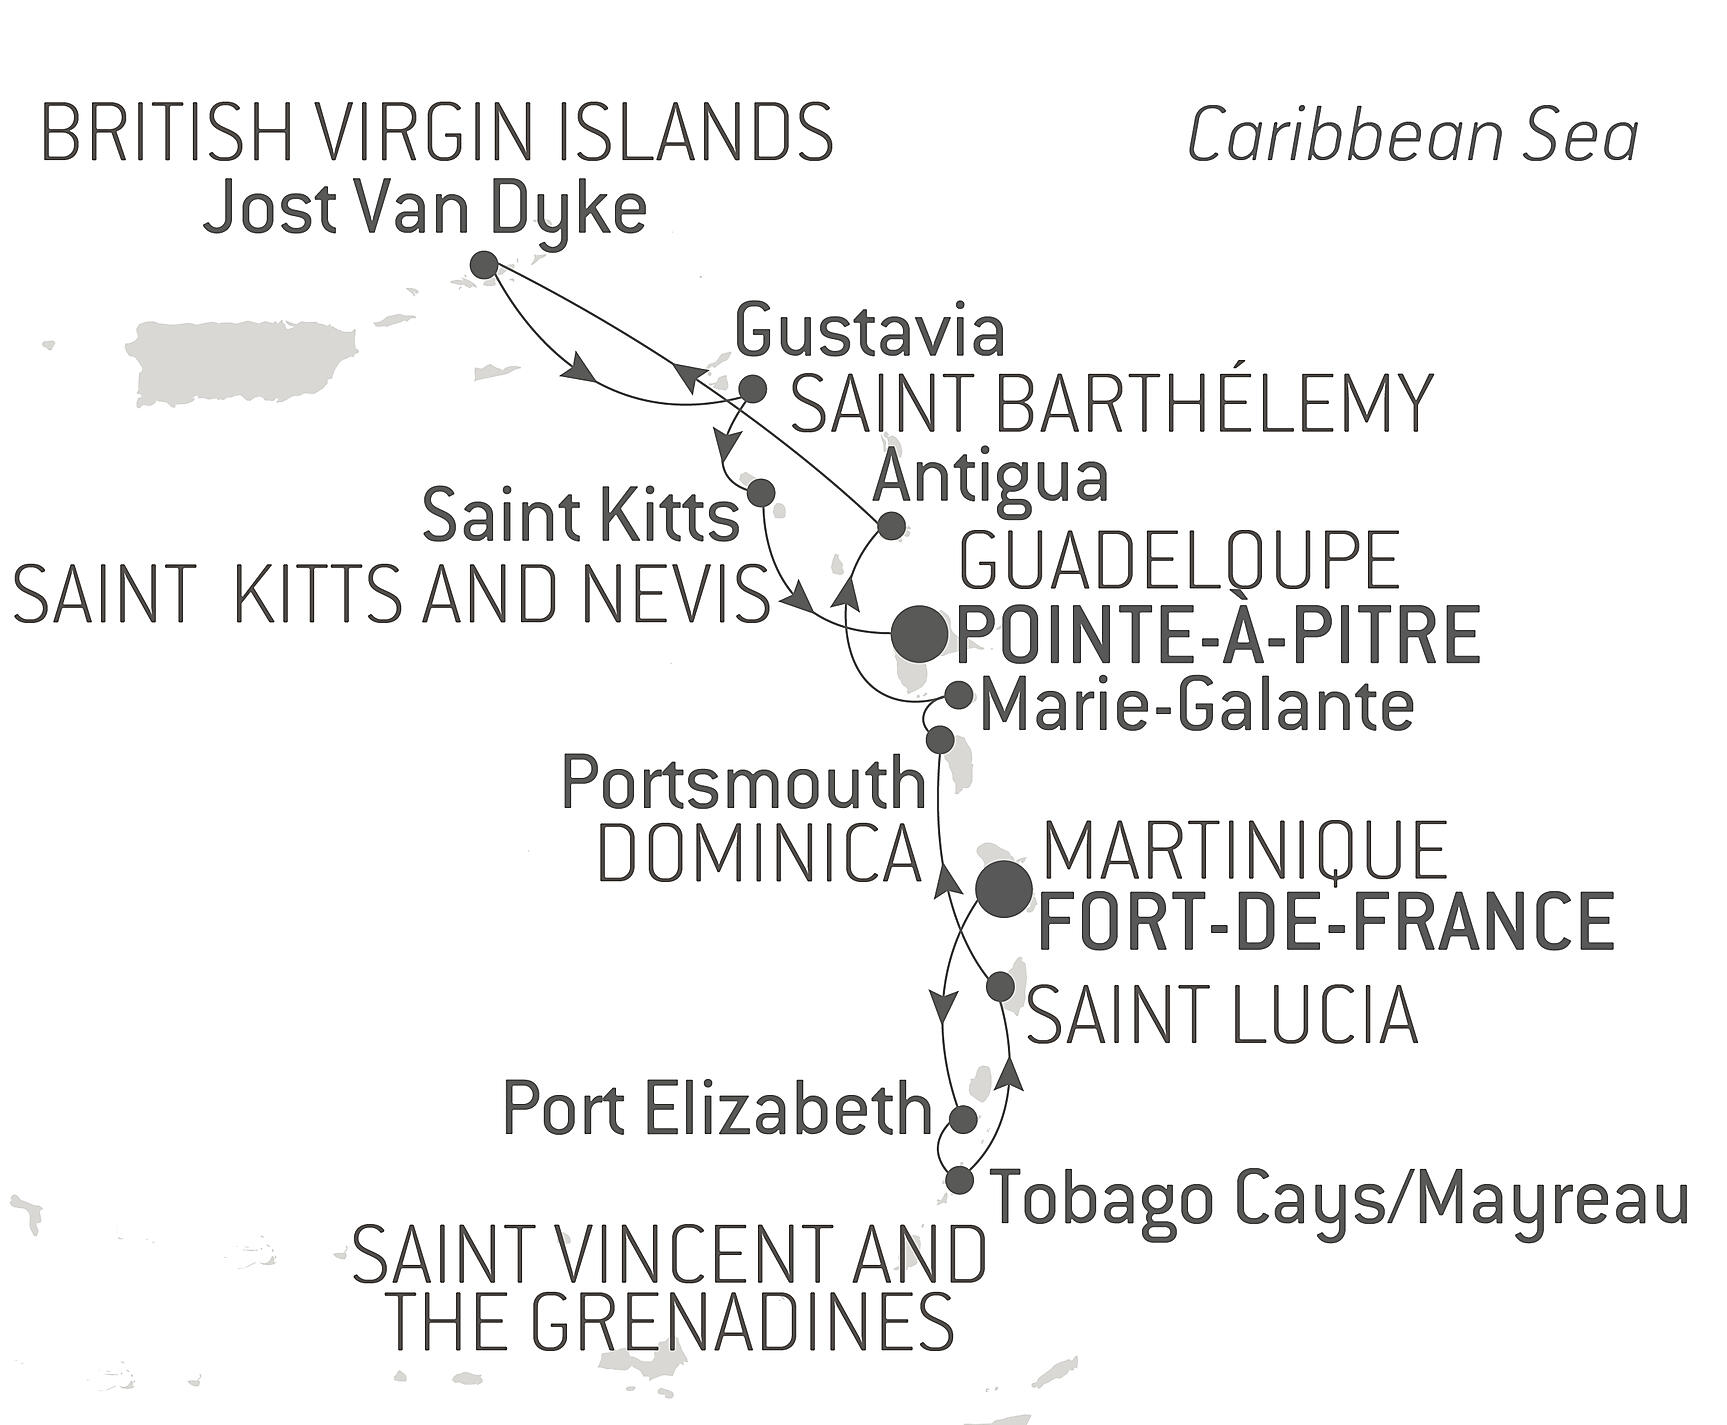 BRITISH VIRGIN ISLANDS
Caribbean Sea
Jost Van Dyke
Gustavia
SAINT BARTHÉLEMY
Antigua
Saint Kitts
SAINT KITTS AND NEVIS
GUADELOUPE
POINTE-À-PITRE
Marie-Galante
Portsmouth
DOMINICA
MARTINIQUE
FORT-DE-FRANCE
SAINT LUCIA
Port Elizabeth
Tobago Cays/Mayreau
SAINT VINCENT AND
THE GRENADINES